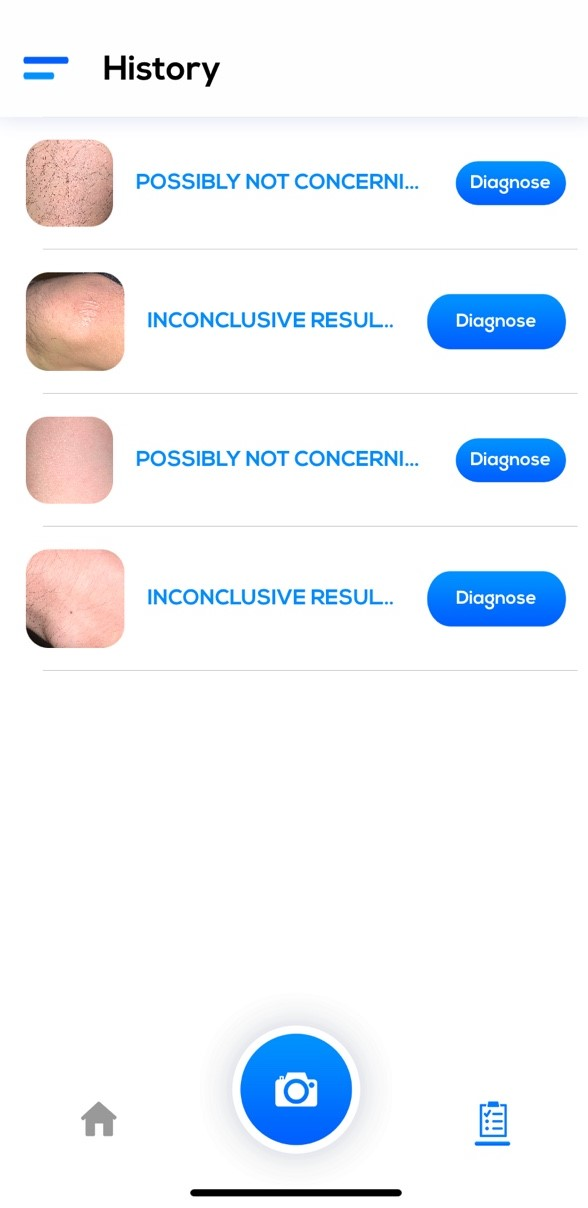 History
POSSIBLY NOT CONCERNI...
Diagnose
INCONCLUSIVE RESUL...
Diagnose
POSSIBLY NOT CONCERNI...
Diagnose
INCONCLUSIVE RESUL...
Diagnose